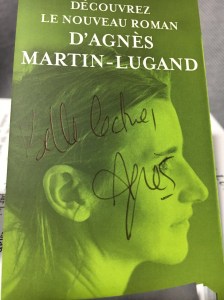 DÉCOUVREZ
LE NOUVEAU ROMAN
D'AGNÈS
MARTIN-LUGAND
Belle lecture
Agnès